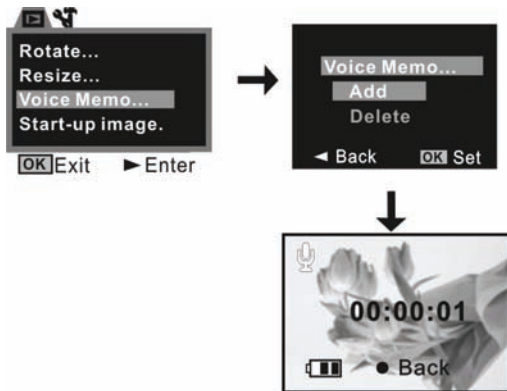 Rotate...
Resize...
Voice Memo...
Start-up image.
OK Exit ► Enter
Voice Memo...
Add
Delete
◄ Back OK Set
00:00:01
● Back